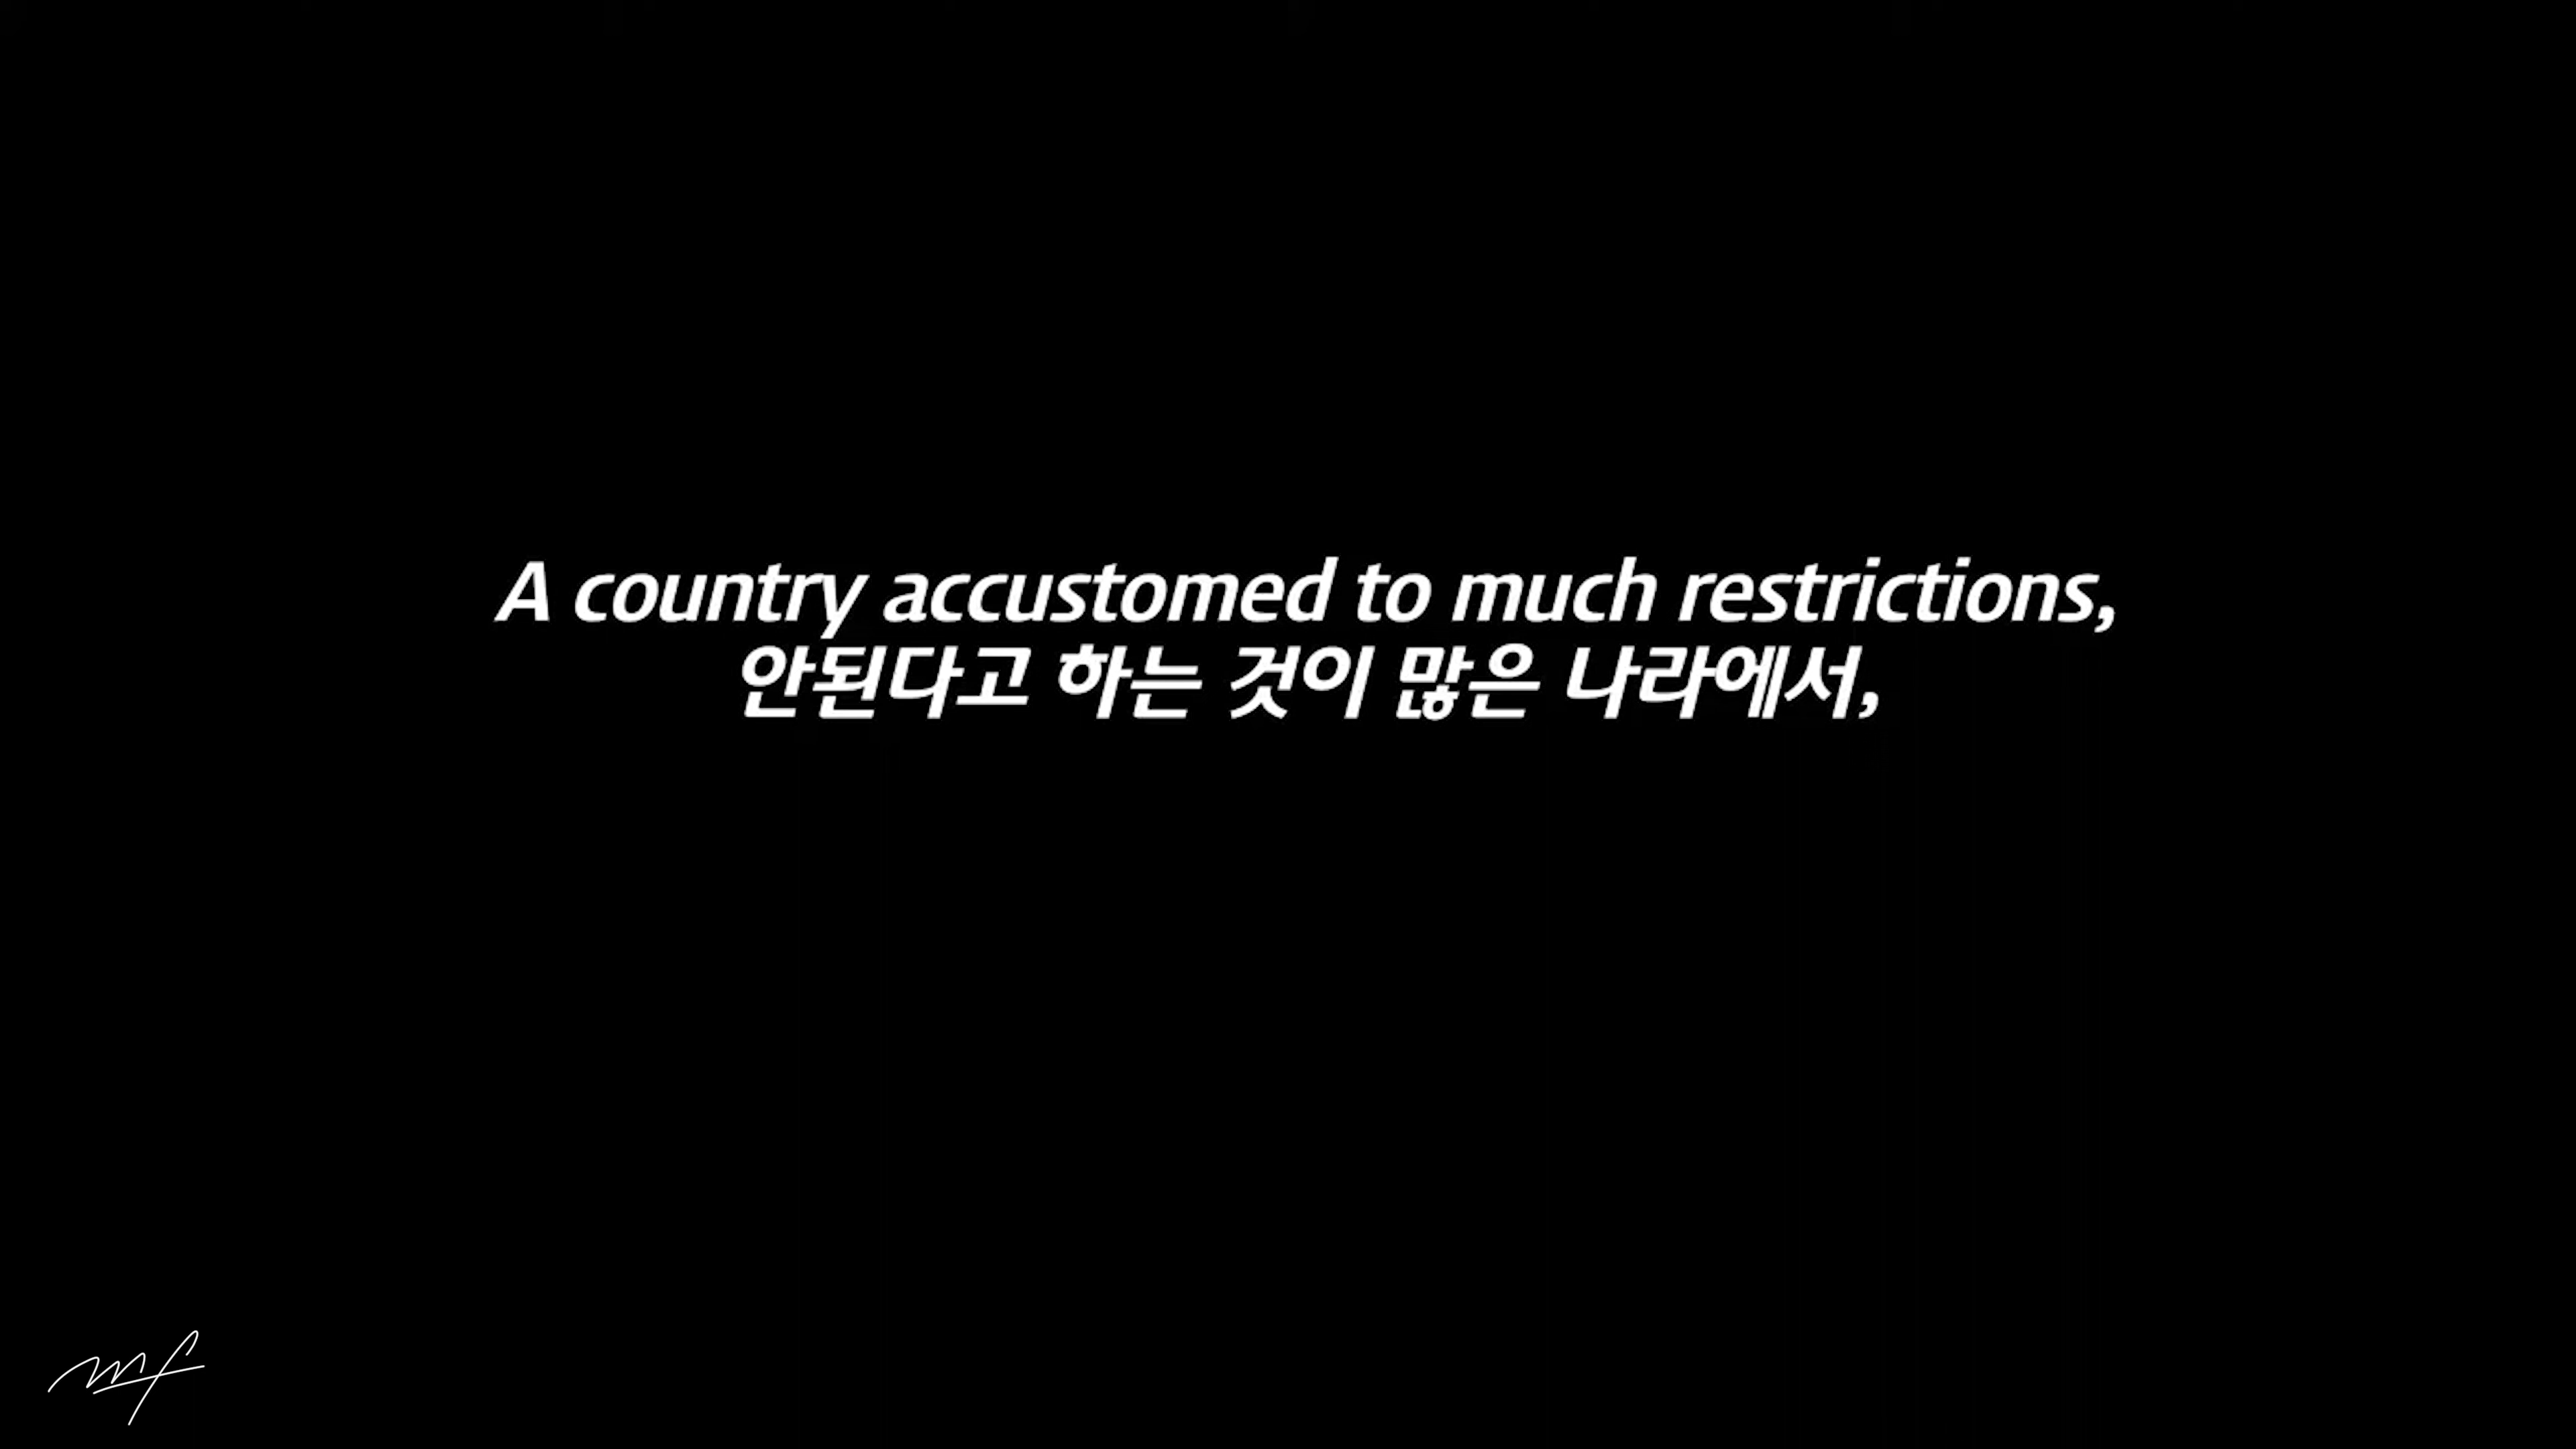 A country accustomed to much restrictions,
안된다고 하는 것이 많은 나라에서,
mf